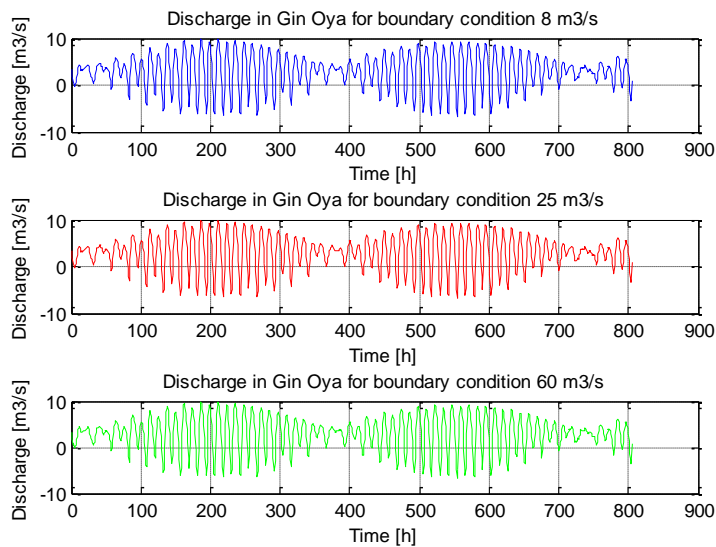 Discharge in Gin Oya for boundary condition 8 m3/s
Discharge [m3/s]
10
0
-10
0 100 200 300 400 500 600 700 800 900
Time [h]
Discharge in Gin Oya for boundary condition 25 m3/s
Discharge [m3/s]
10
0
-10
0 100 200 300 400 500 600 700 800 900
Time [h]
Discharge in Gin Oya for boundary condition 60 m3/s
Discharge [m3/s]
10
0
-10
0 100 200 300 400 500 600 700 800 900
Time [h]